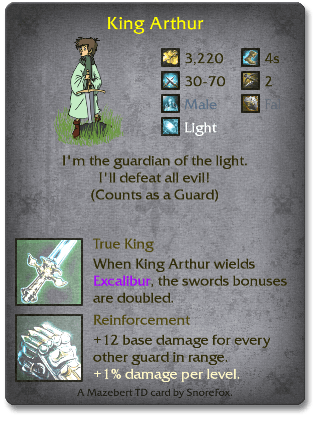 King Arthur
3,220
4s
30-70
2
Male
Fa
Light
I'm the guardian of the light.
I'll defeat all evil!
(Counts as a Guard)
True King
When King Arthur wields
Excalibur, the swords bonuses
are doubled.
Reinforcement
+12 base damage for every
other guard in range.
+1% damage per level.
A Mazebert TD card by SnoreFox.